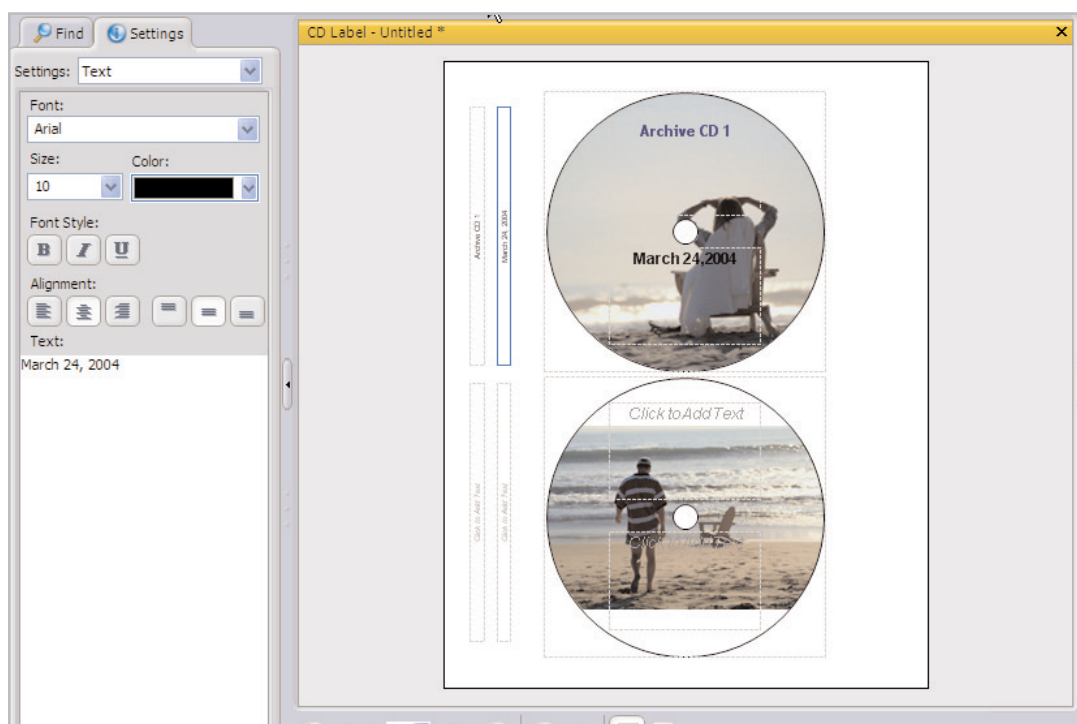 Find
Settings
Settings: Text
Font:
Arial
Size: Color:
10
Font Style:
B I U
Alignment:
Text:
March 24, 2004
CD Label - Untitled *
Archive CD 1
March 24, 2004
Archive CD 1
March 24,2004
Click to Add Text
Click to Add Text
Click to Add Text